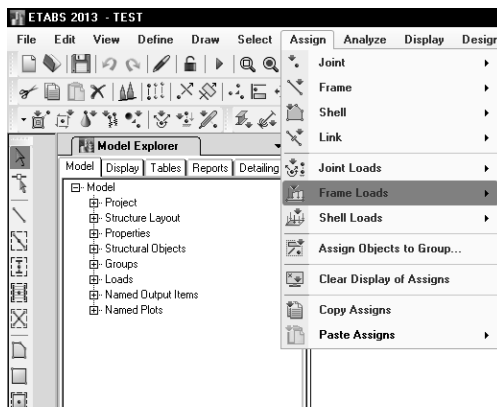 ETABS 2013 - TEST
File Edit View Define Draw Select Assign Analyze Display Design
Joint
Frame
Shell
Link
Joint Loads
Frame Loads
Shell Loads
Assign Objects to Group...
Clear Display of Assigns
Copy Assigns
Paste Assigns
Model Explorer
Model Display Tables Reports Detailing
Model
Project
Structure Layout
Properties
Structural Objects
Groups
Loads
Named Output Items
Named Plots